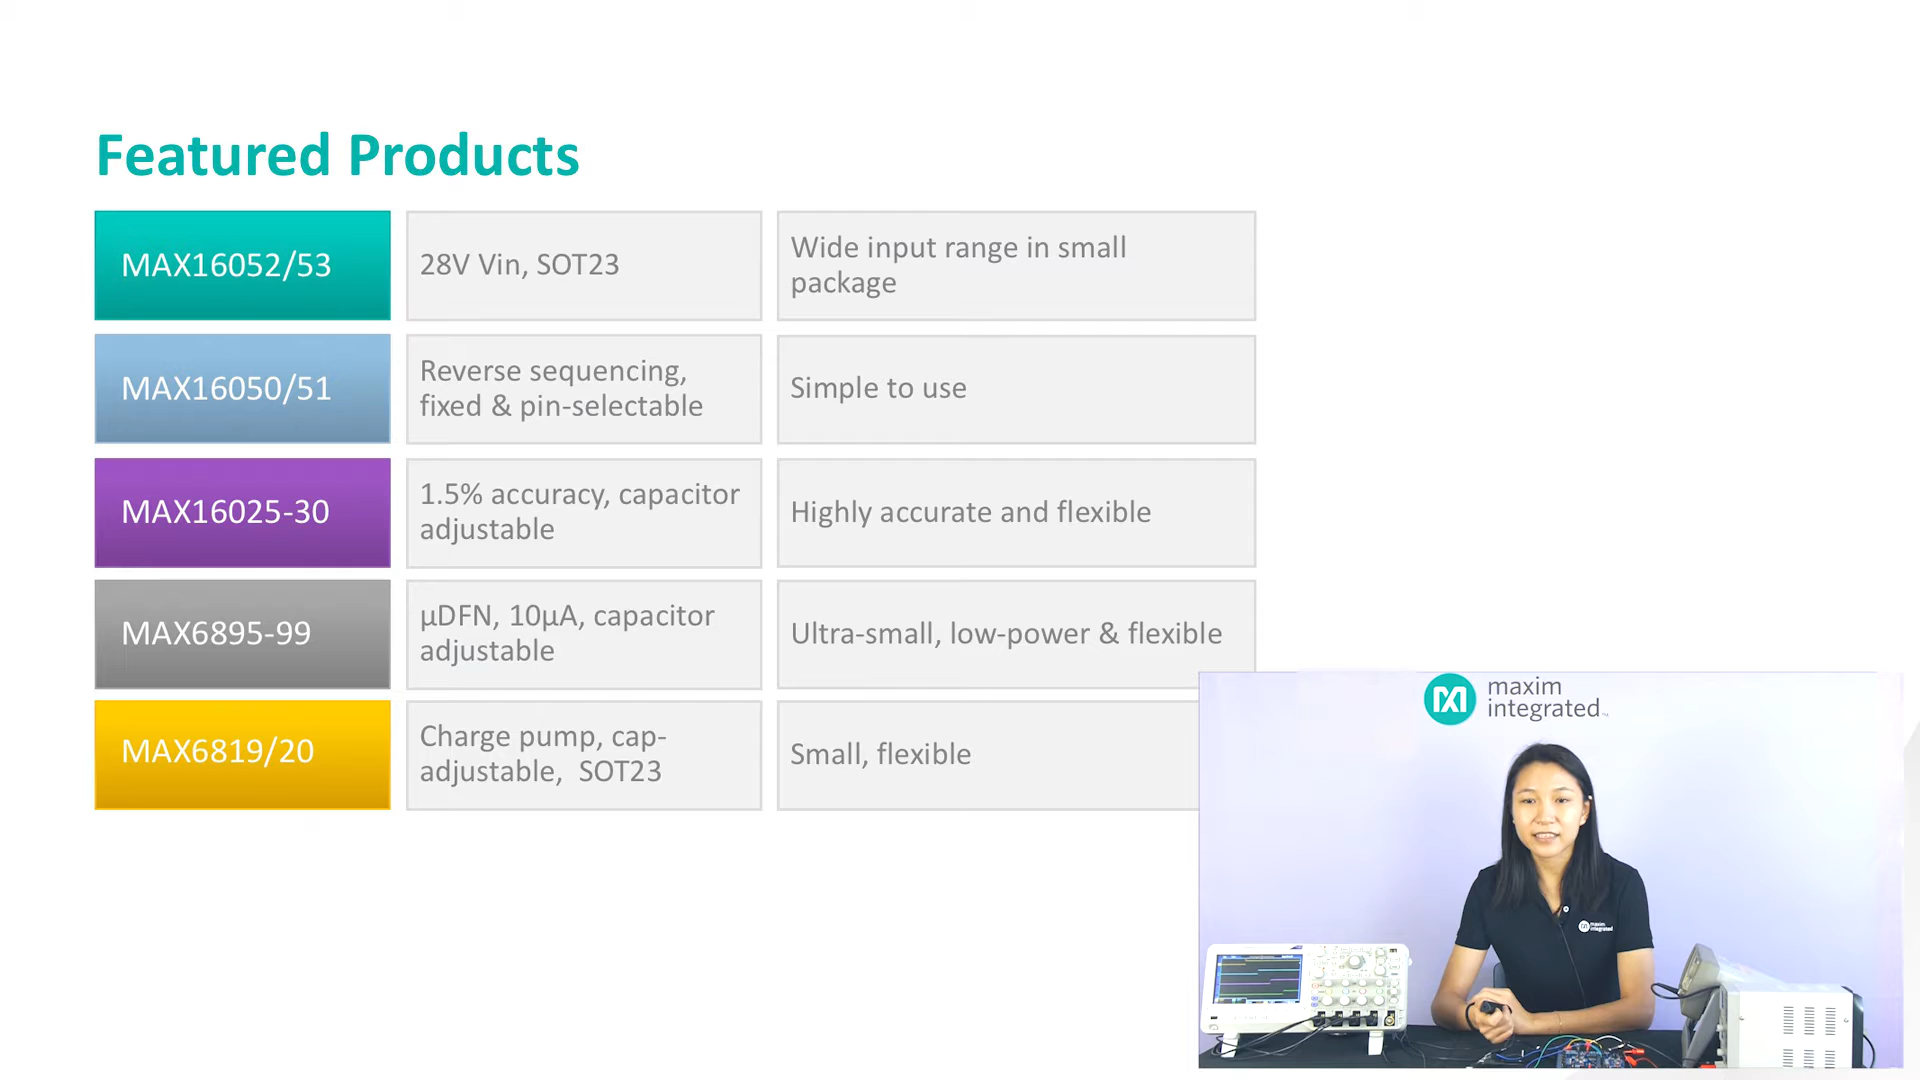 Featured Products
MAX16052/53
28V Vin, SOT23
Wide input range in small
package
MAX16050/51
Reverse sequencing,
fixed & pin-selectable
Simple to use
MAX16025-30
1.5% accuracy, capacitor
adjustable
Highly accurate and flexible
MAX6895-99
µDFN, 10µA, capacitor
adjustable
Ultra-small, low-power & flexible
MAX6819/20
Charge pump, cap-
adjustable, SOT23
Small, flexible
maxim
integrated
maxim
integrated